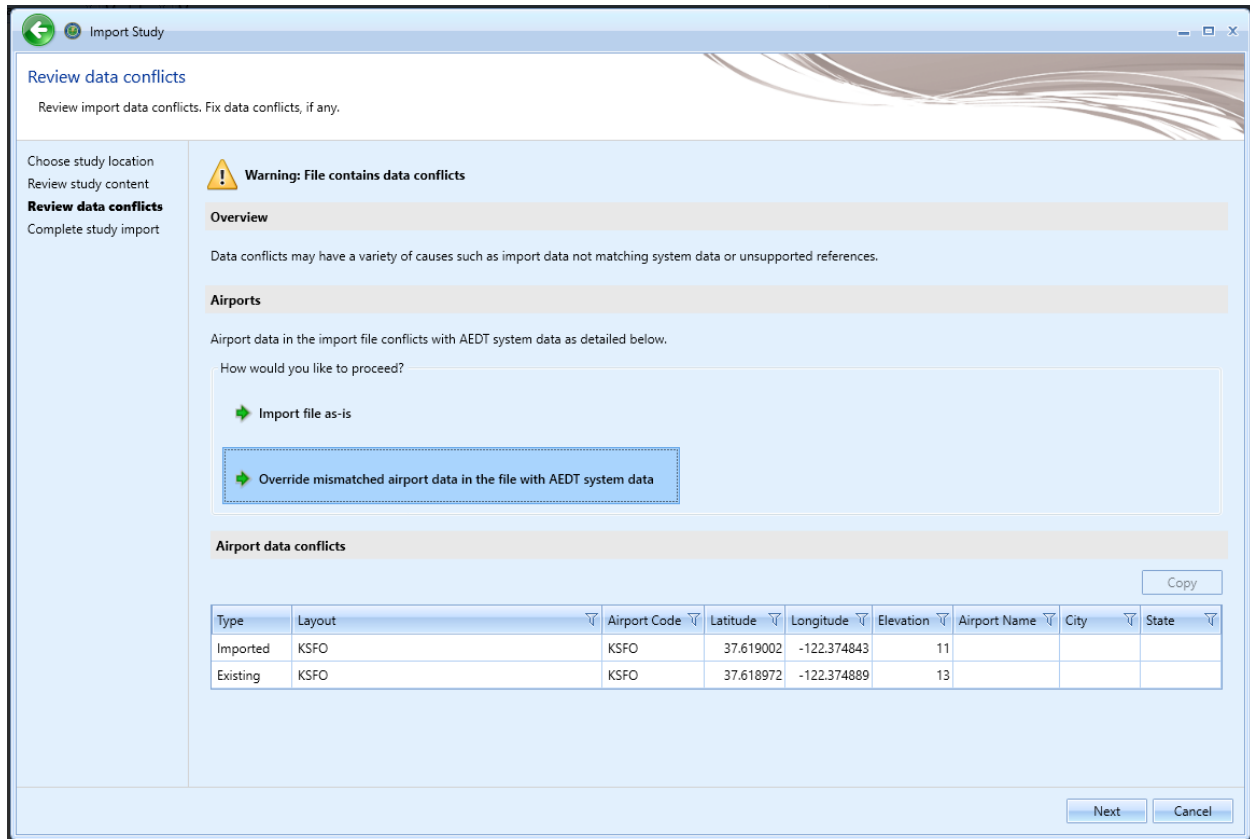 Import Study
Review data conflicts
Review import data conflicts. Fix data conflicts, if any.
Choose study location
Review study content
Review data conflicts
Complete study import
Warning: File contains data conflicts
Overview
Data conflicts may have a variety of causes such as import data not matching system data or unsupported references.
Airports
Airport data in the import file conflicts with AEDT system data as detailed below.
How would you like to proceed?
Import file as-is
Override mismatched airport data in the file with AEDT system data
Airport data conflicts
Copy
Type Layout Airport Code Latitude Longitude Elevation Airport Name City State
Imported KSFO KSFO 37.619002 -122.374843 11
Existing KSFO KSFO 37.618972 -122.374889 13
Next Cancel